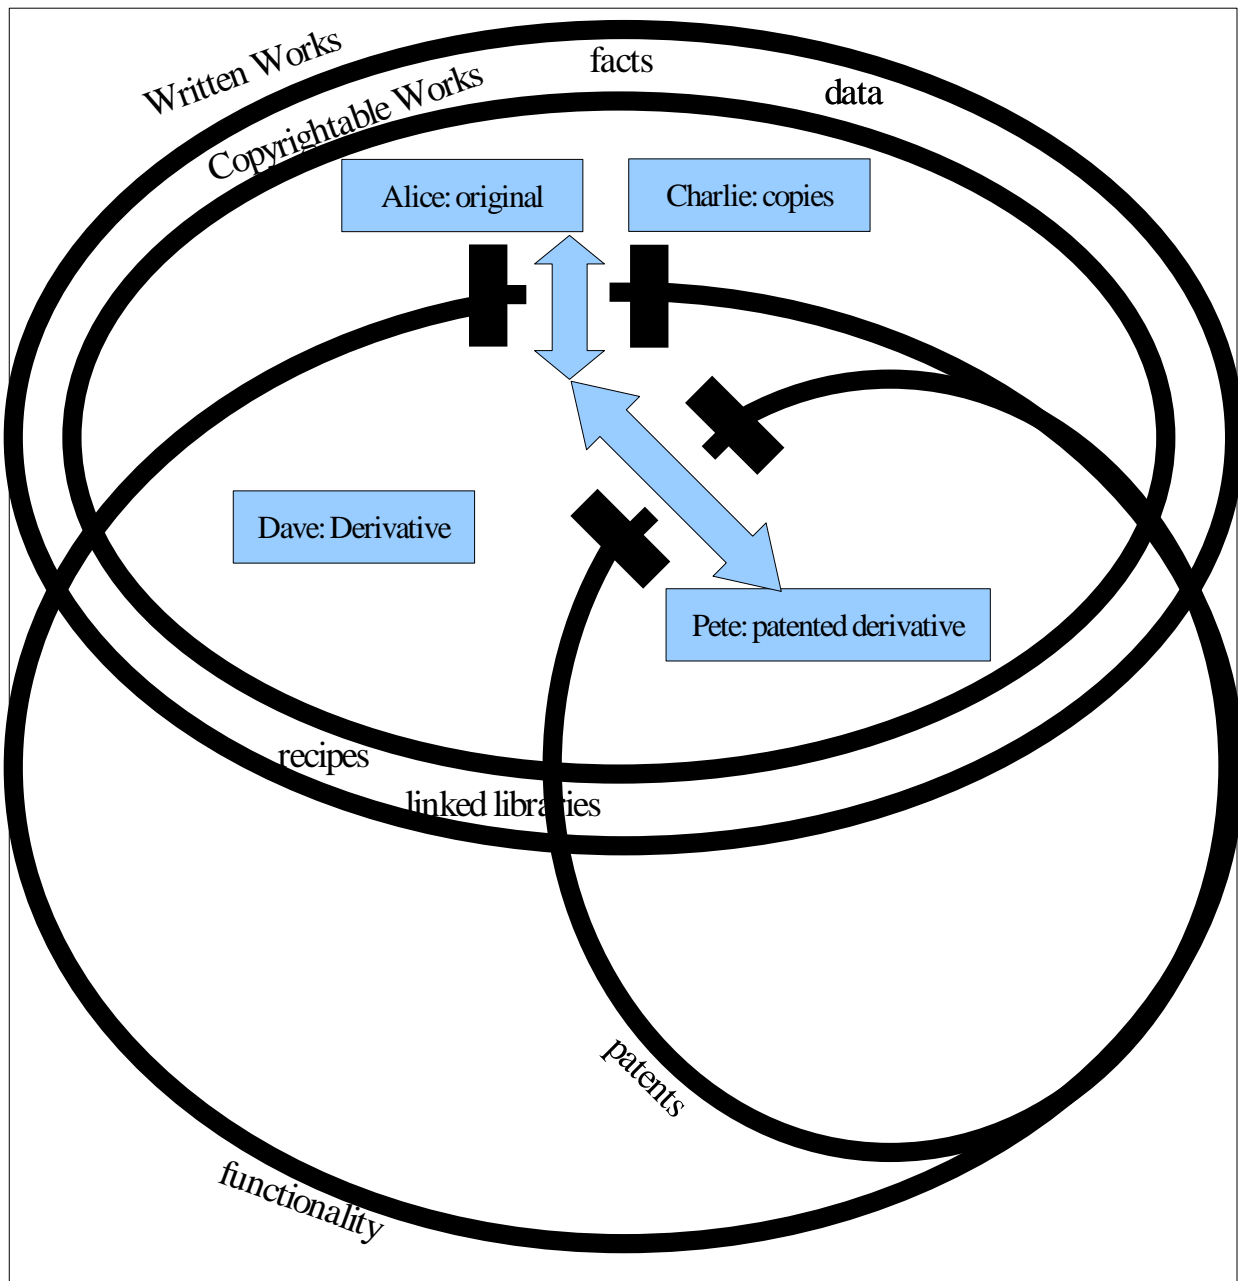 Written Works
facts
Copyrightable Works
data
Alice: original
Charlie: copies
Dave: Derivative
Pete: patented derivative
recipes
linked libraries
patents
functionality